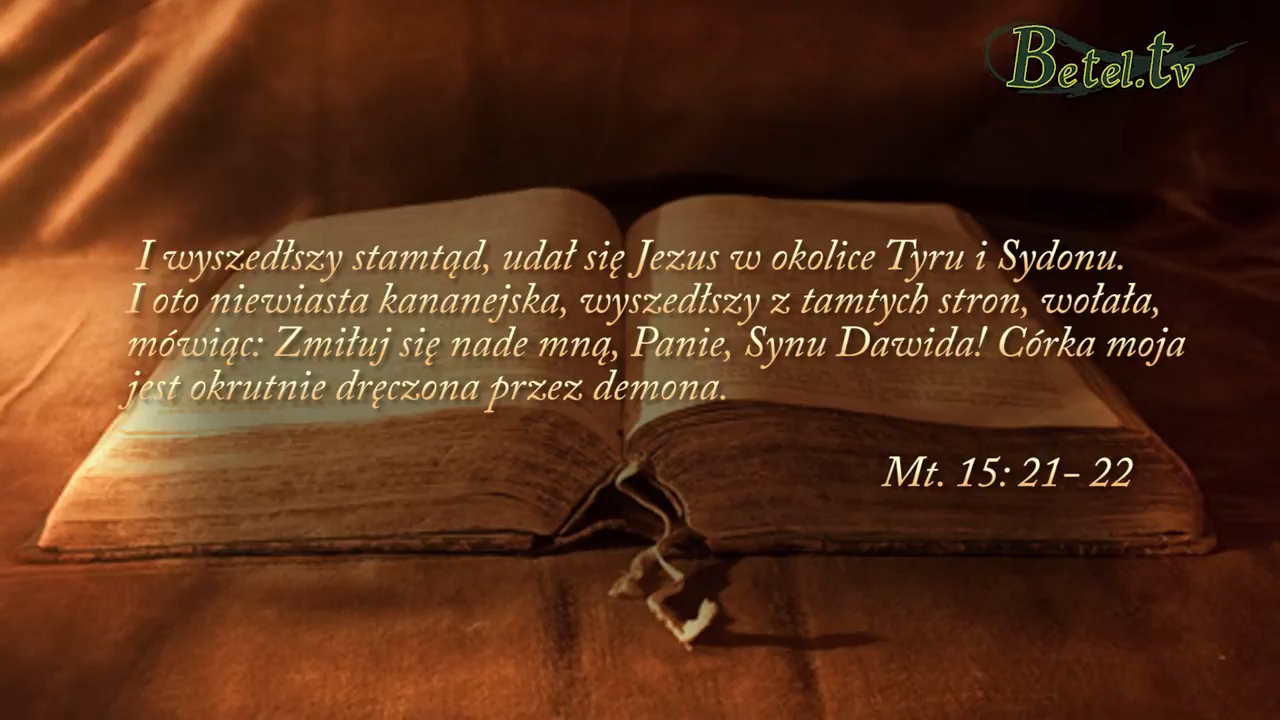 Betel.tv
I wyszedłszy stamtąd, udał się Jezus w okolice Tyru i Sydonu.
I oto niewiasta kananejska, wyszedłszy z tamtych stron, wołała,
mówiąc: Zmiłuj się nade mną, Panie, Synu Dawida! Córka moja
jest okrutnie dręczona przez demona.
Mt. 15: 21- 22